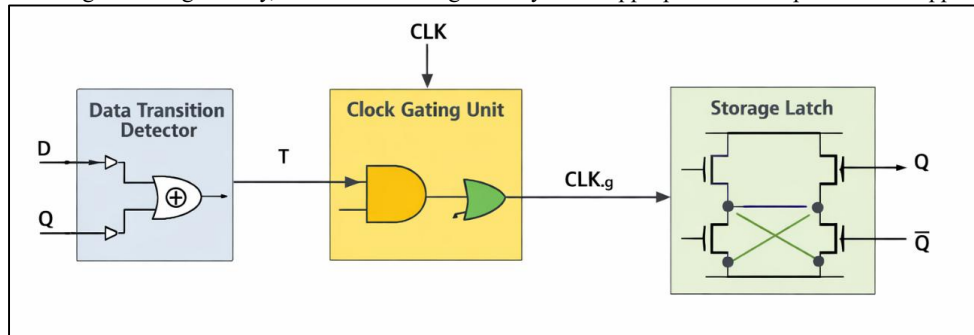 CLK
Data Transition
Detector
D
Q
T
Clock Gating Unit
CLK.g
Storage Latch
Q
Q̅